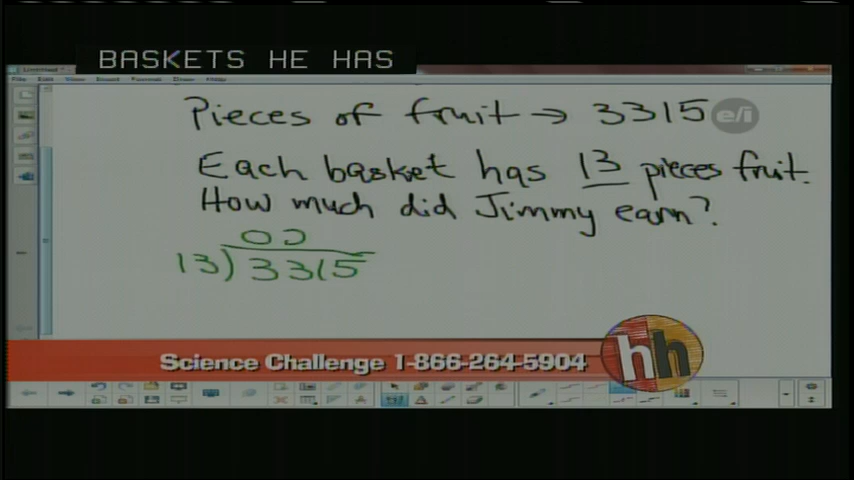 BASKETS HE HAS
Pieces of fruit → 3315
e/i
Each basket has 13 pieces fruit.
How much did Jimmy earn?
00
13)3315
Science Challenge 1-866-264-5904
hh